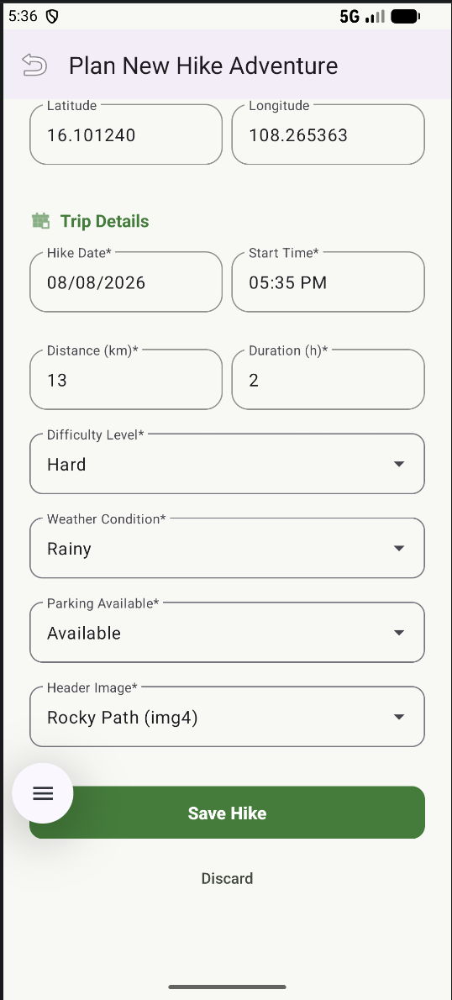 5:36 5G
Plan New Hike Adventure
Latitude Longitude
16.101240 108.265363
Trip Details
Hike Date* Start Time*
08/08/2026 05:35 PM
Distance (km)* Duration (h)*
13 2
Difficulty Level*
Hard
Weather Condition*
Rainy
Parking Available*
Available
Header Image*
Rocky Path (img4)
Save Hike
Discard